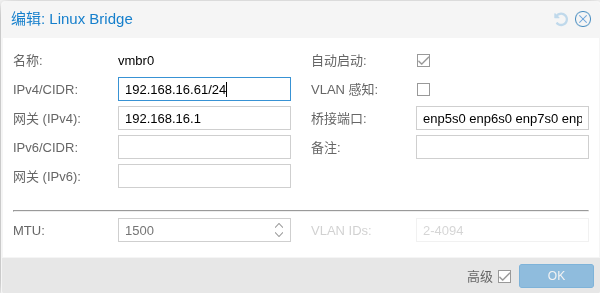 编辑: Linux Bridge
名称: vmbr0 自动启动:
IPv4/CIDR: 192.168.16.61/24 VLAN 感知:
网关 (IPv4): 192.168.16.1 桥接端口: enp5s0 enp6s0 enp7s0 enp
IPv6/CIDR: 备注:
网关 (IPv6):
MTU: 1500 VLAN IDs: 2-4094
高级 OK